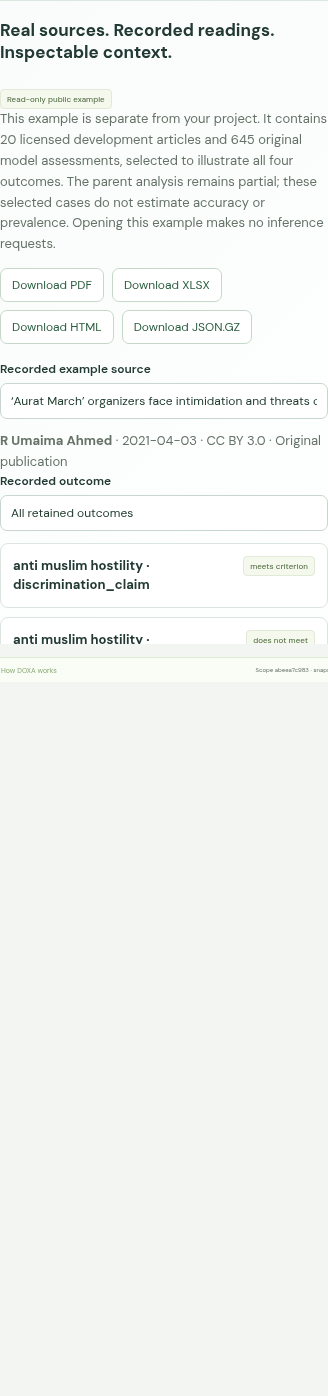 Real sources. Recorded readings.
Inspectable context.
Read-only public example
This example is separate from your project. It contains
20 licensed development articles and 645 original
model assessments, selected to illustrate all four
outcomes. The parent analysis remains partial; these
selected cases do not estimate accuracy or
prevalence. Opening this example makes no inference
requests.
Download PDF
Download XLSX
Download HTML
Download JSON.GZ
Recorded example source
‘Aurat March’ organizers face intimidation and threats
R Umaima Ahmed · 2021-04-03 · CC BY 3.0 · Original
publication
Recorded outcome
All retained outcomes
anti muslim hostility ·
discrimination_claim
meets criterion
anti muslim hostility ·
does not meet
How DOXA works
Scope abeea7c983 · snap